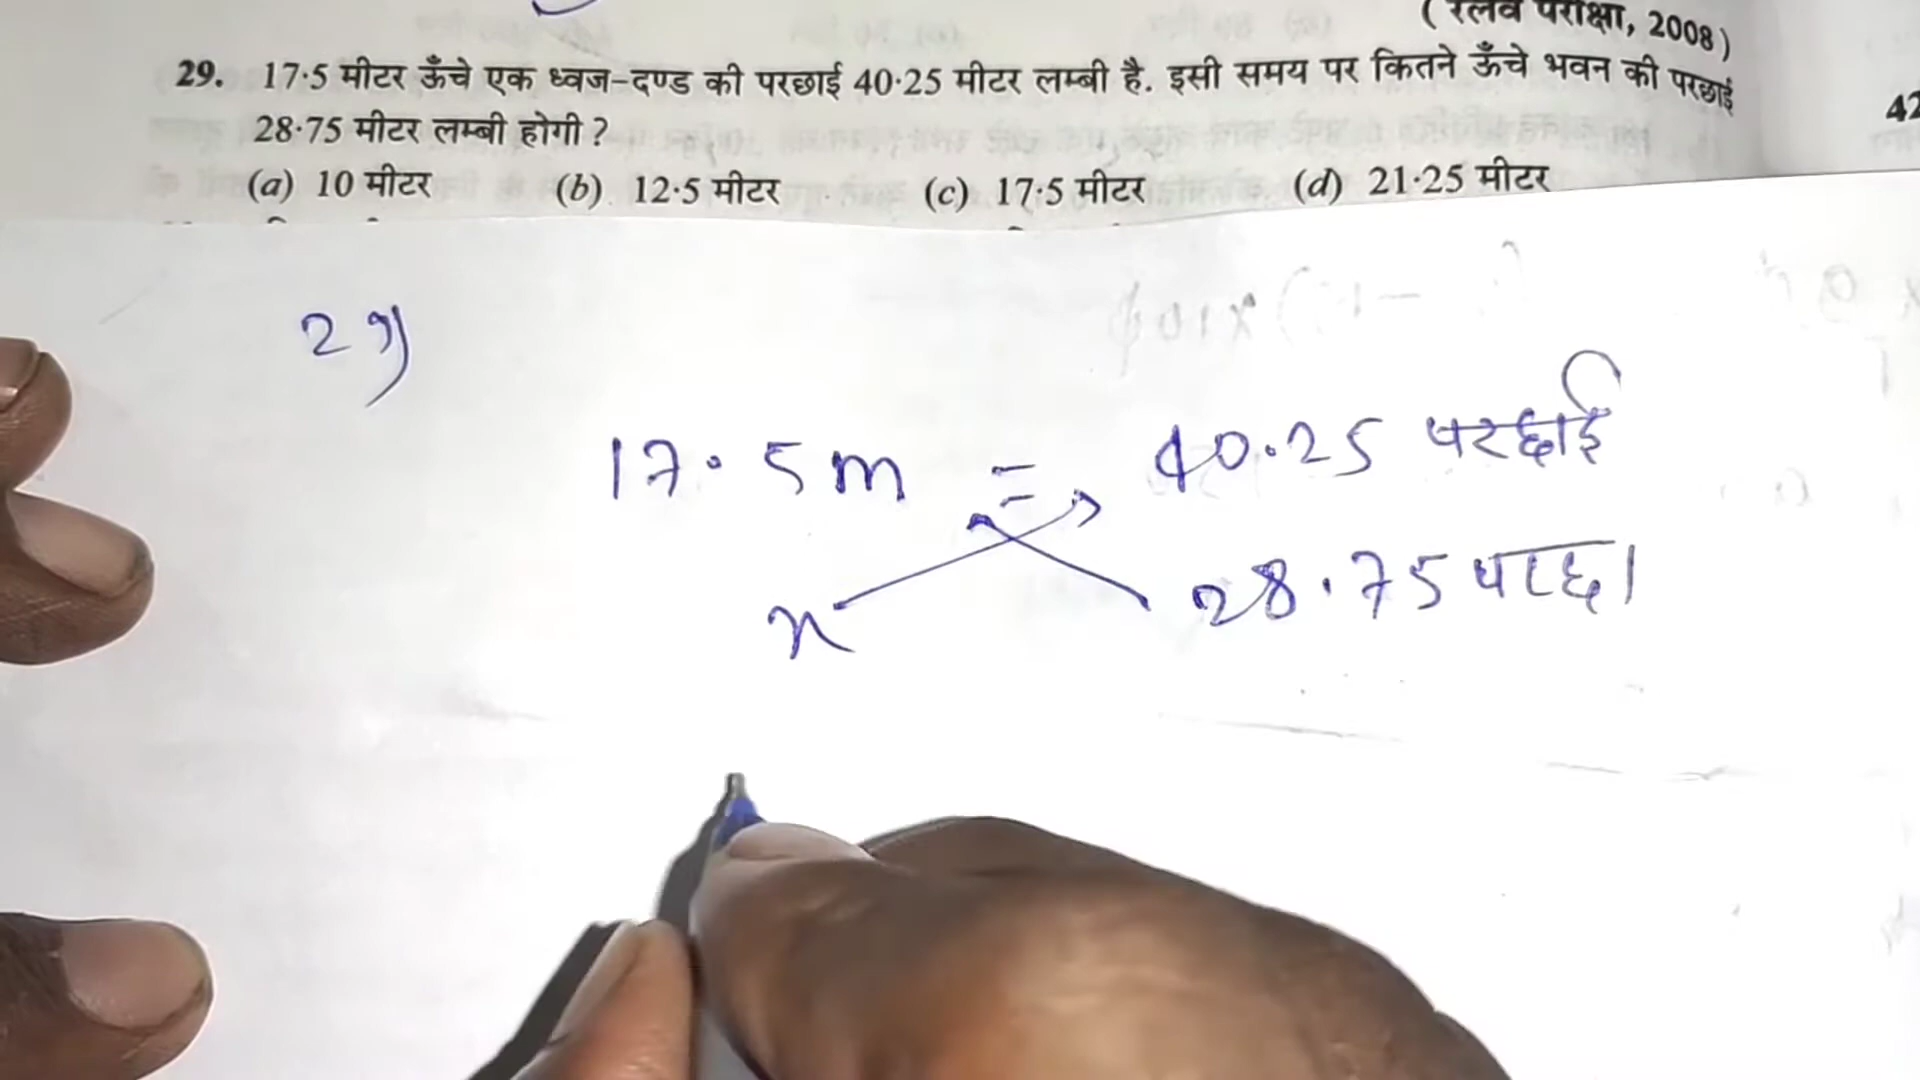 ( रेलवे परीक्षा, 2008 )
29. 17·5 मीटर ऊँचे एक ध्वज-दण्ड की परछाई 40·25 मीटर लम्बी है. इसी समय पर कितने ऊँचे भवन की परछाई
42
28·75 मीटर लम्बी होगी ?
(a) 10 मीटर (b) 12·5 मीटर (c) 17·5 मीटर (d) 21·25 मीटर
29)
17.5m = 40.25 परछाई
x 28.75 परछा